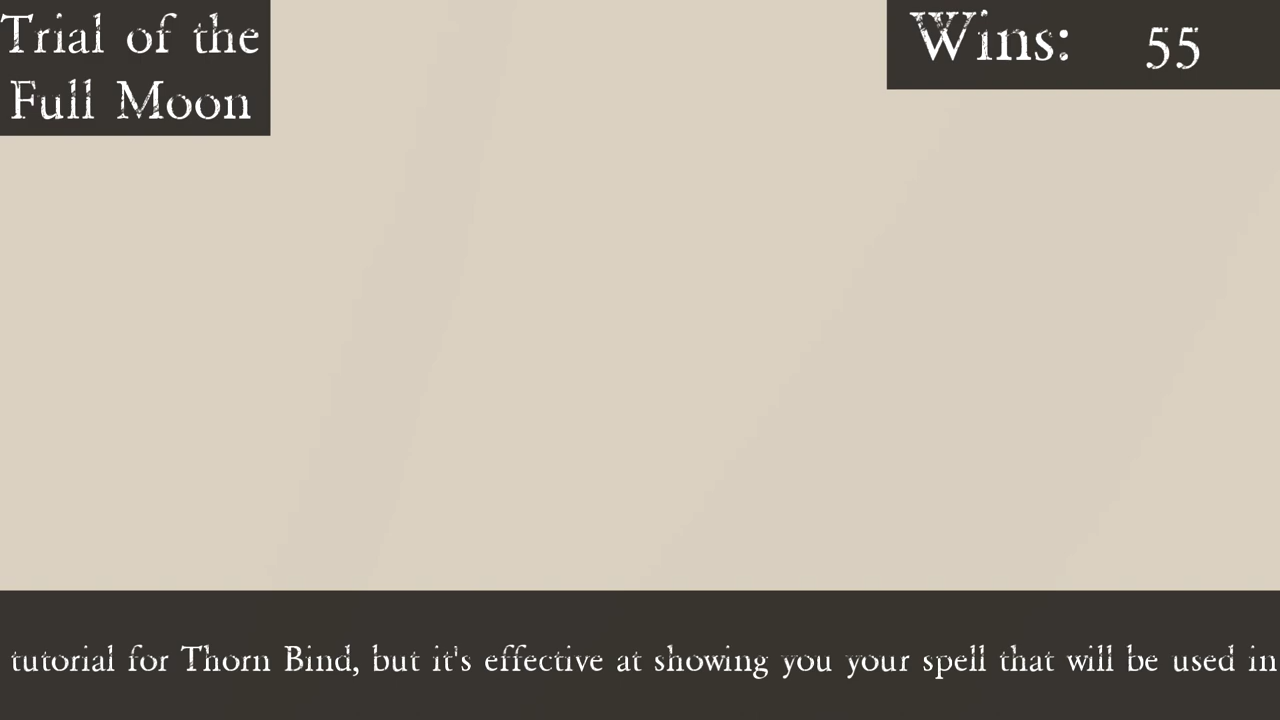 Trial of the
Full Moon
Wins: 55
tutorial for Thorn Bind, but it's effective at showing you your spell that will be used in